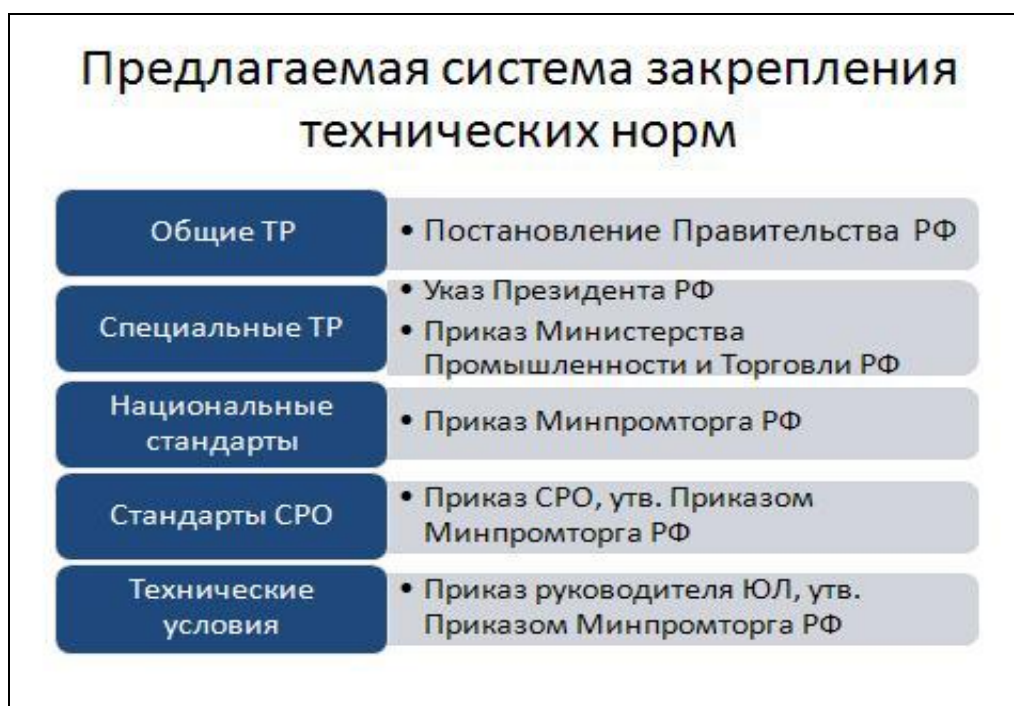 Предлагаемая система закрепления
технических норм
Общие ТР
• Постановление Правительства РФ
Специальные ТР
• Указ Президента РФ
• Приказ Министерства
Промышленности и Торговли РФ
Национальные
стандарты
• Приказ Минпромторга РФ
Стандарты СРО
• Приказ СРО, утв. Приказом
Минпромторга РФ
Технические
условия
• Приказ руководителя ЮЛ, утв.
Приказом Минпромторга РФ